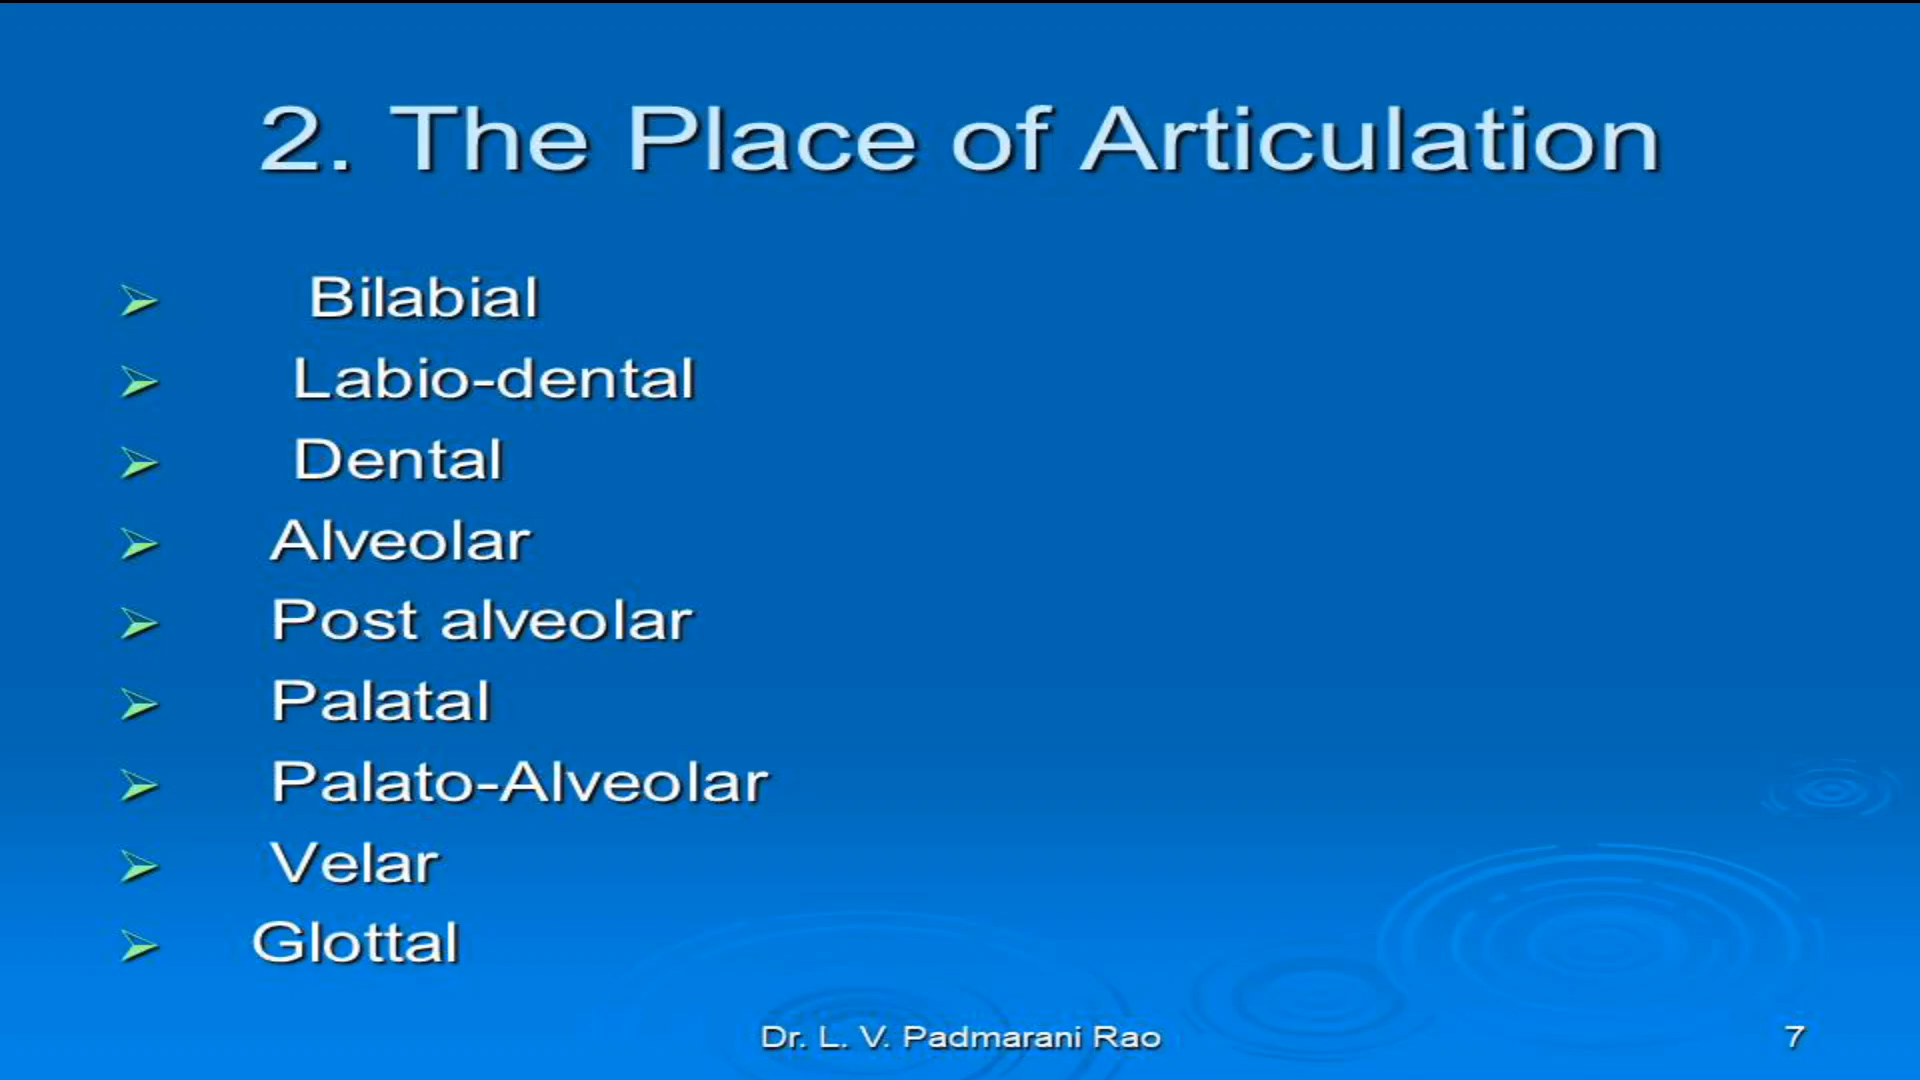 2. The Place of Articulation
Bilabial
Labio-dental
Dental
Alveolar
Post alveolar
Palatal
Palato-Alveolar
Velar
Glottal
Dr. L. V. Padmarani Rao
7